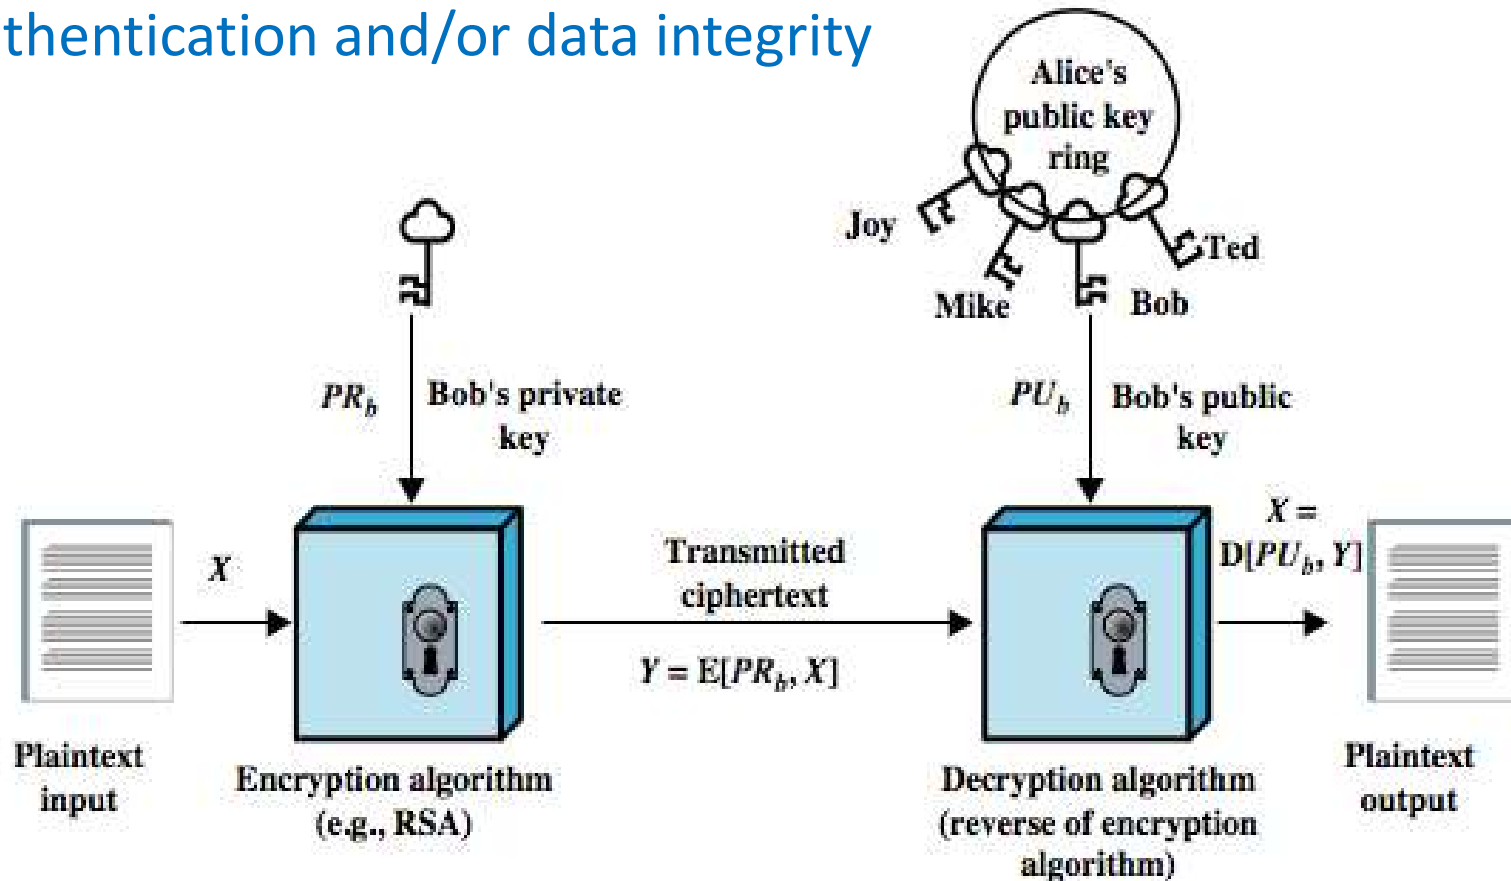 thentication and/or data integrity
Alice's
public key
ring
Joy
Mike
Bob
Ted
PR_b
Bob's private
key
PU_b
Bob's public
key
X
Transmitted
ciphertext
Y = E[PR_b, X]
X =
D[PU_b, Y]
Plaintext
input
Encryption algorithm
(e.g., RSA)
Decryption algorithm
(reverse of encryption
algorithm)
Plaintext
output